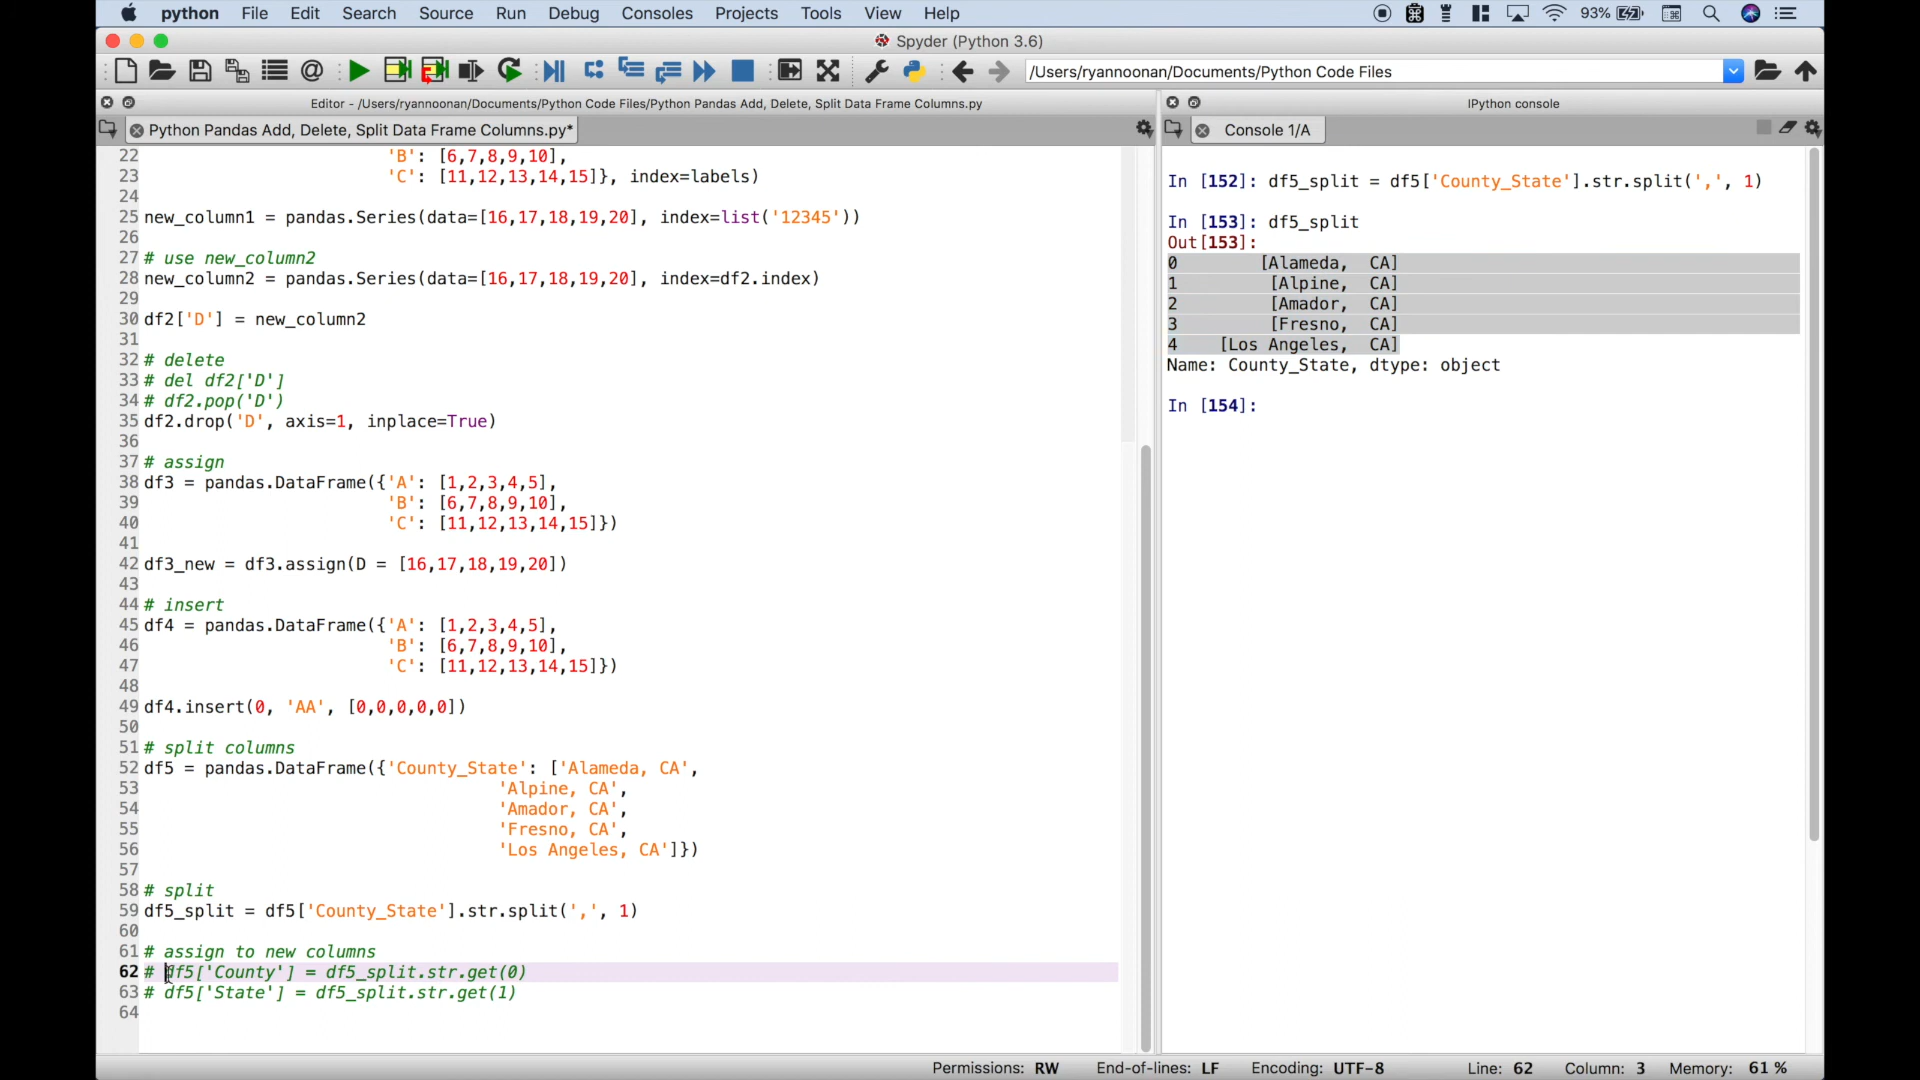 python File Edit Search Source Run Debug Consoles Projects Tools View Help 93%
Spyder (Python 3.6)
/Users/ryannoonan/Documents/Python Code Files
Editor - /Users/ryannoonan/Documents/Python Code Files/Python Pandas Add, Delete, Split Data Frame Columns.py
IPython console
Python Pandas Add, Delete, Split Data Frame Columns.py*
Console 1/A
22 'B': [6,7,8,9,10],
23 'C': [11,12,13,14,15]}, index=labels)
24
25 new_column1 = pandas.Series(data=[16,17,18,19,20], index=list('12345'))
26
27 # use new_column2
28 new_column2 = pandas.Series(data=[16,17,18,19,20], index=df2.index)
29
30 df2['D'] = new_column2
31
32 # delete
33 # del df2['D']
34 # df2.pop('D')
35 df2.drop('D', axis=1, inplace=True)
36
37 # assign
38 df3 = pandas.DataFrame({'A': [1,2,3,4,5],
39 'B': [6,7,8,9,10],
40 'C': [11,12,13,14,15]})
41
42 df3_new = df3.assign(D = [16,17,18,19,20])
43
44 # insert
45 df4 = pandas.DataFrame({'A': [1,2,3,4,5],
46 'B': [6,7,8,9,10],
47 'C': [11,12,13,14,15]})
48
49 df4.insert(0, 'AA', [0,0,0,0,0])
50
51 # split columns
52 df5 = pandas.DataFrame({'County_State': ['Alameda, CA',
53 'Alpine, CA',
54 'Amador, CA',
55 'Fresno, CA',
56 'Los Angeles, CA']})
57
58 # split
59 df5_split = df5['County_State'].str.split(',', 1)
60
61 # assign to new columns
62 # df5['County'] = df5_split.str.get(0)
63 # df5['State'] = df5_split.str.get(1)
64
In [152]: df5_split = df5['County_State'].str.split(',', 1)
In [153]: df5_split
Out[153]:
0 [Alameda, CA]
1 [Alpine, CA]
2 [Amador, CA]
3 [Fresno, CA]
4 [Los Angeles, CA]
Name: County_State, dtype: object
In [154]:
Permissions: RW End-of-lines: LF Encoding: UTF-8 Line: 62 Column: 3 Memory: 61 %